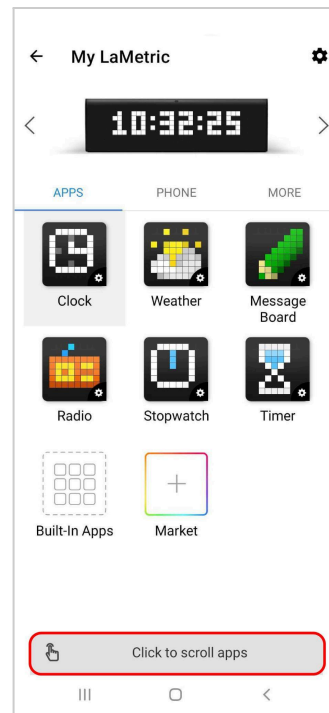 My LaMetric
10:32:25
APPS PHONE MORE
Clock Weather Message
Board
Radio Stopwatch Timer
Built-In Apps Market
Click to scroll apps